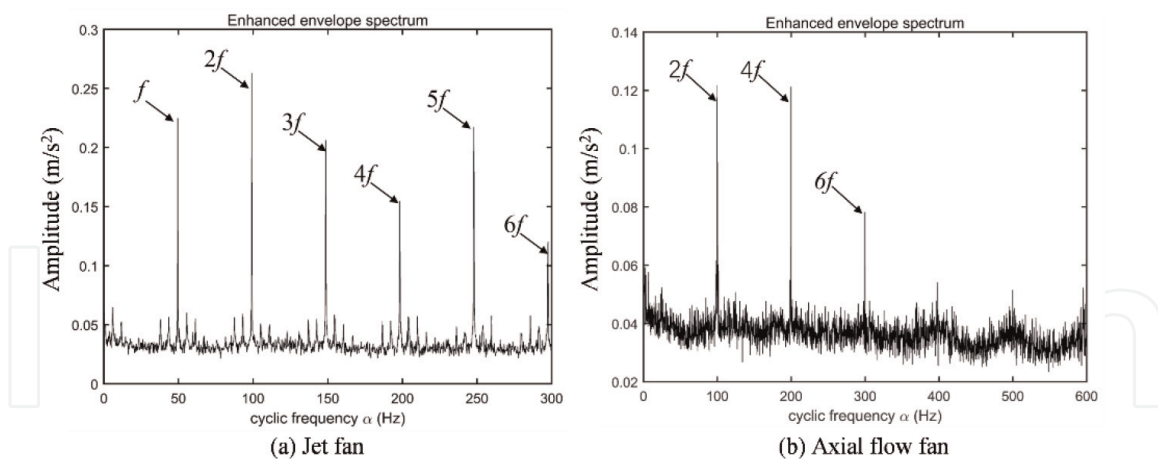 Enhanced envelope spectrum
0.3
0.25
0.2
0.15
0.1
0.05
0
Amplitude (m/s²)
f
2f
3f
4f
5f
6f
0 50 100 150 200 250 300
cyclic frequency α (Hz)
(a) Jet fan
Enhanced envelope spectrum
0.14
0.12
0.1
0.08
0.06
0.04
0.02
Amplitude (m/s²)
2f
4f
6f
0 100 200 300 400 500 600
cyclic frequency α (Hz)
(b) Axial flow fan